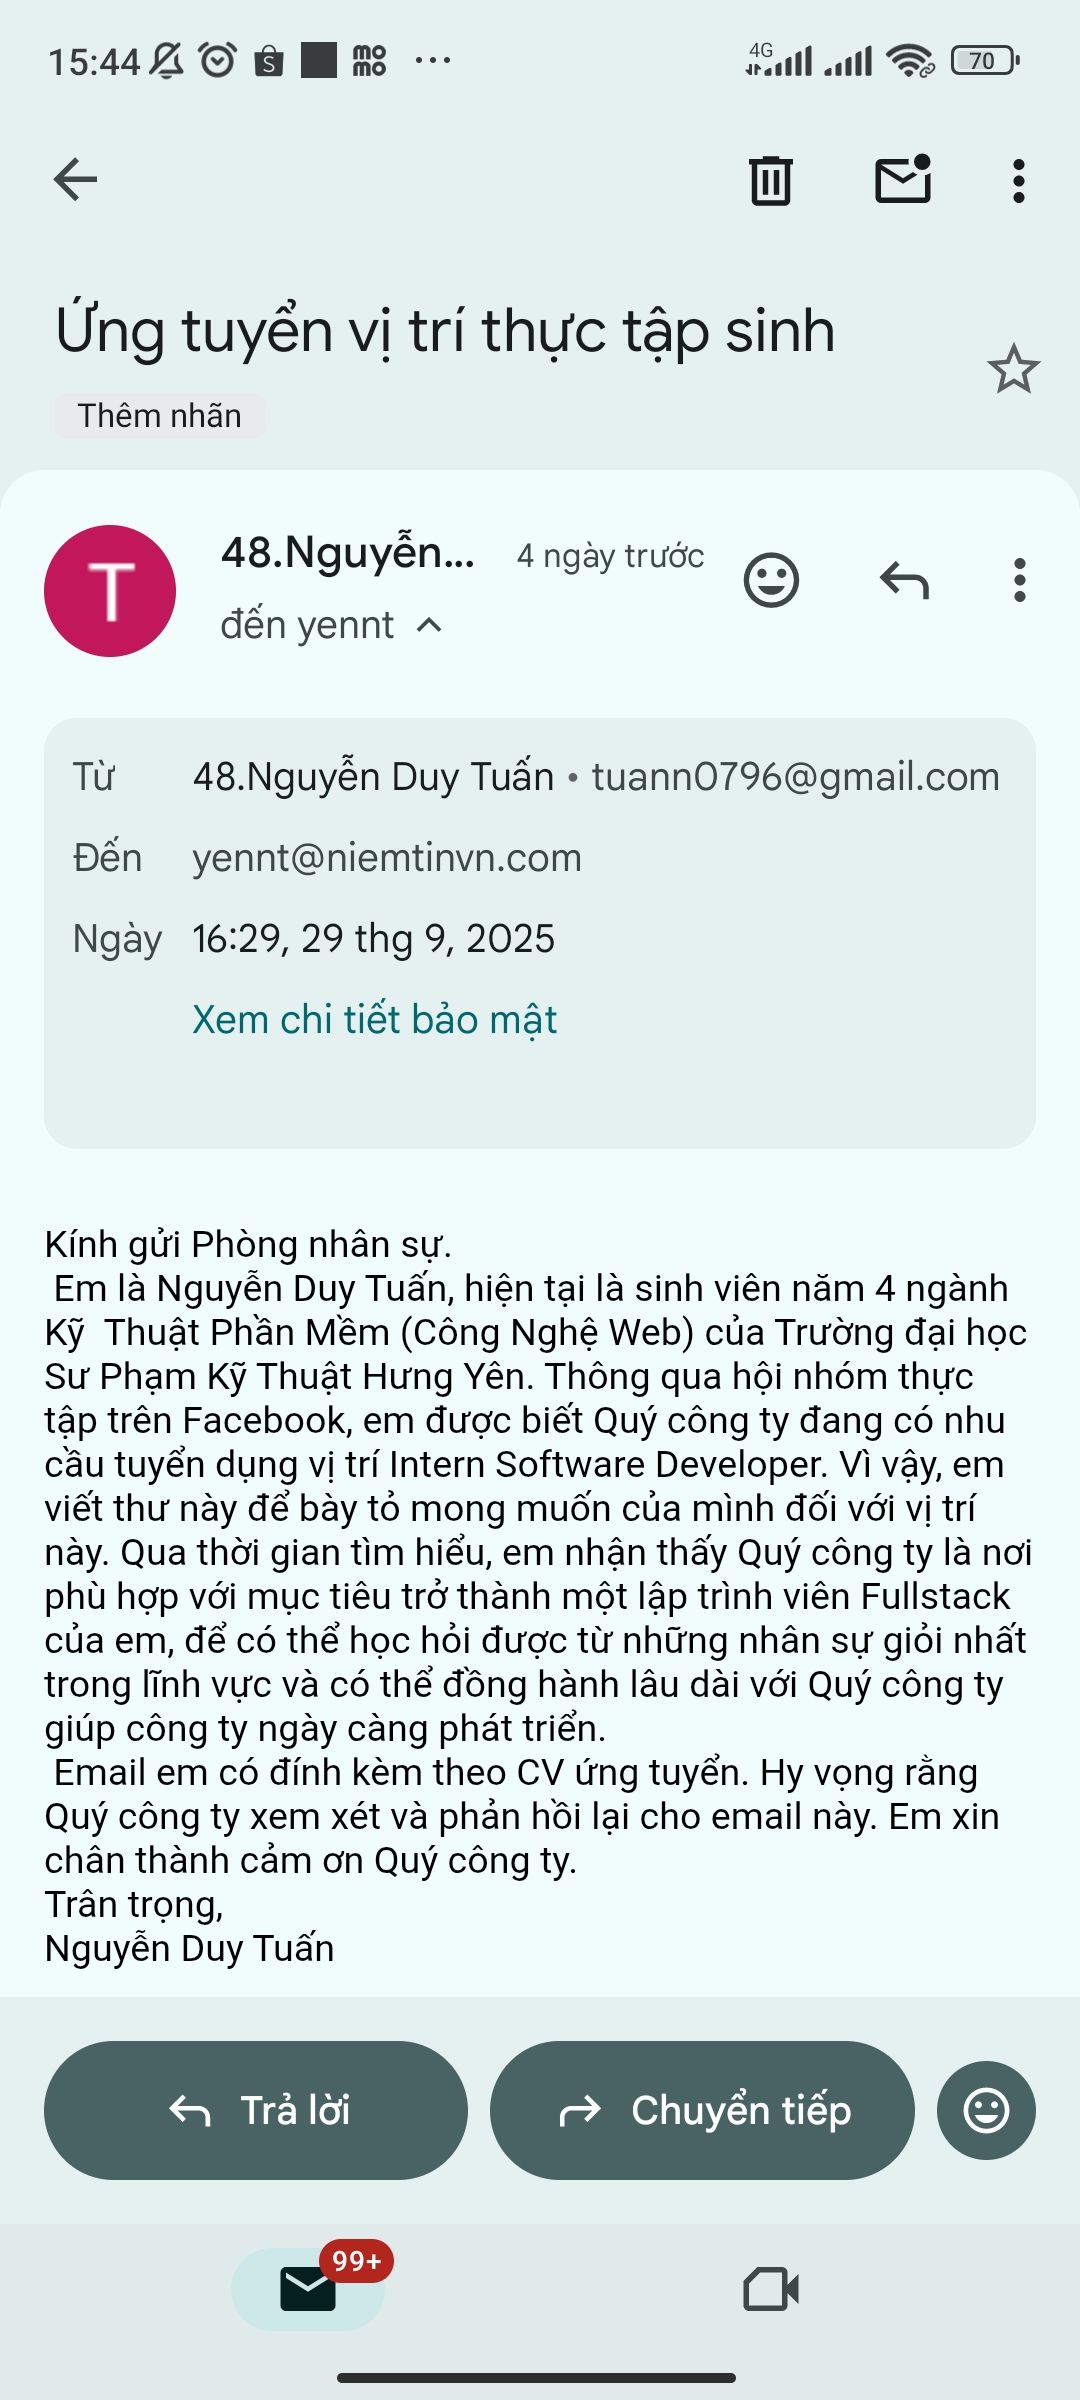 15:44
S
mo
mo
...
4G
70
Ứng tuyển vị trí thực tập sinh
Thêm nhãn
T
48.Nguyễn... 4 ngày trước
đến yennt
Từ 48.Nguyễn Duy Tuấn • tuann0796@gmail.com
Đến yennt@niemtinvn.com
Ngày 16:29, 29 thg 9, 2025
Xem chi tiết bảo mật
Kính gửi Phòng nhân sự.
Em là Nguyễn Duy Tuấn, hiện tại là sinh viên năm 4 ngành
Kỹ  Thuật Phần Mềm (Công Nghệ Web) của Trường đại học
Sư Phạm Kỹ Thuật Hưng Yên. Thông qua hội nhóm thực
tập trên Facebook, em được biết Quý công ty đang có nhu
cầu tuyển dụng vị trí Intern Software Developer. Vì vậy, em
viết thư này để bày tỏ mong muốn của mình đối với vị trí
này. Qua thời gian tìm hiểu, em nhận thấy Quý công ty là nơi
phù hợp với mục tiêu trở thành một lập trình viên Fullstack
của em, để có thể học hỏi được từ những nhân sự giỏi nhất
trong lĩnh vực và có thể đồng hành lâu dài với Quý công ty
giúp công ty ngày càng phát triển.
Email em có đính kèm theo CV ứng tuyển. Hy vọng rằng
Quý công ty xem xét và phản hồi lại cho email này. Em xin
chân thành cảm ơn Quý công ty.
Trân trọng,
Nguyễn Duy Tuấn
Trả lời
Chuyển tiếp
99+